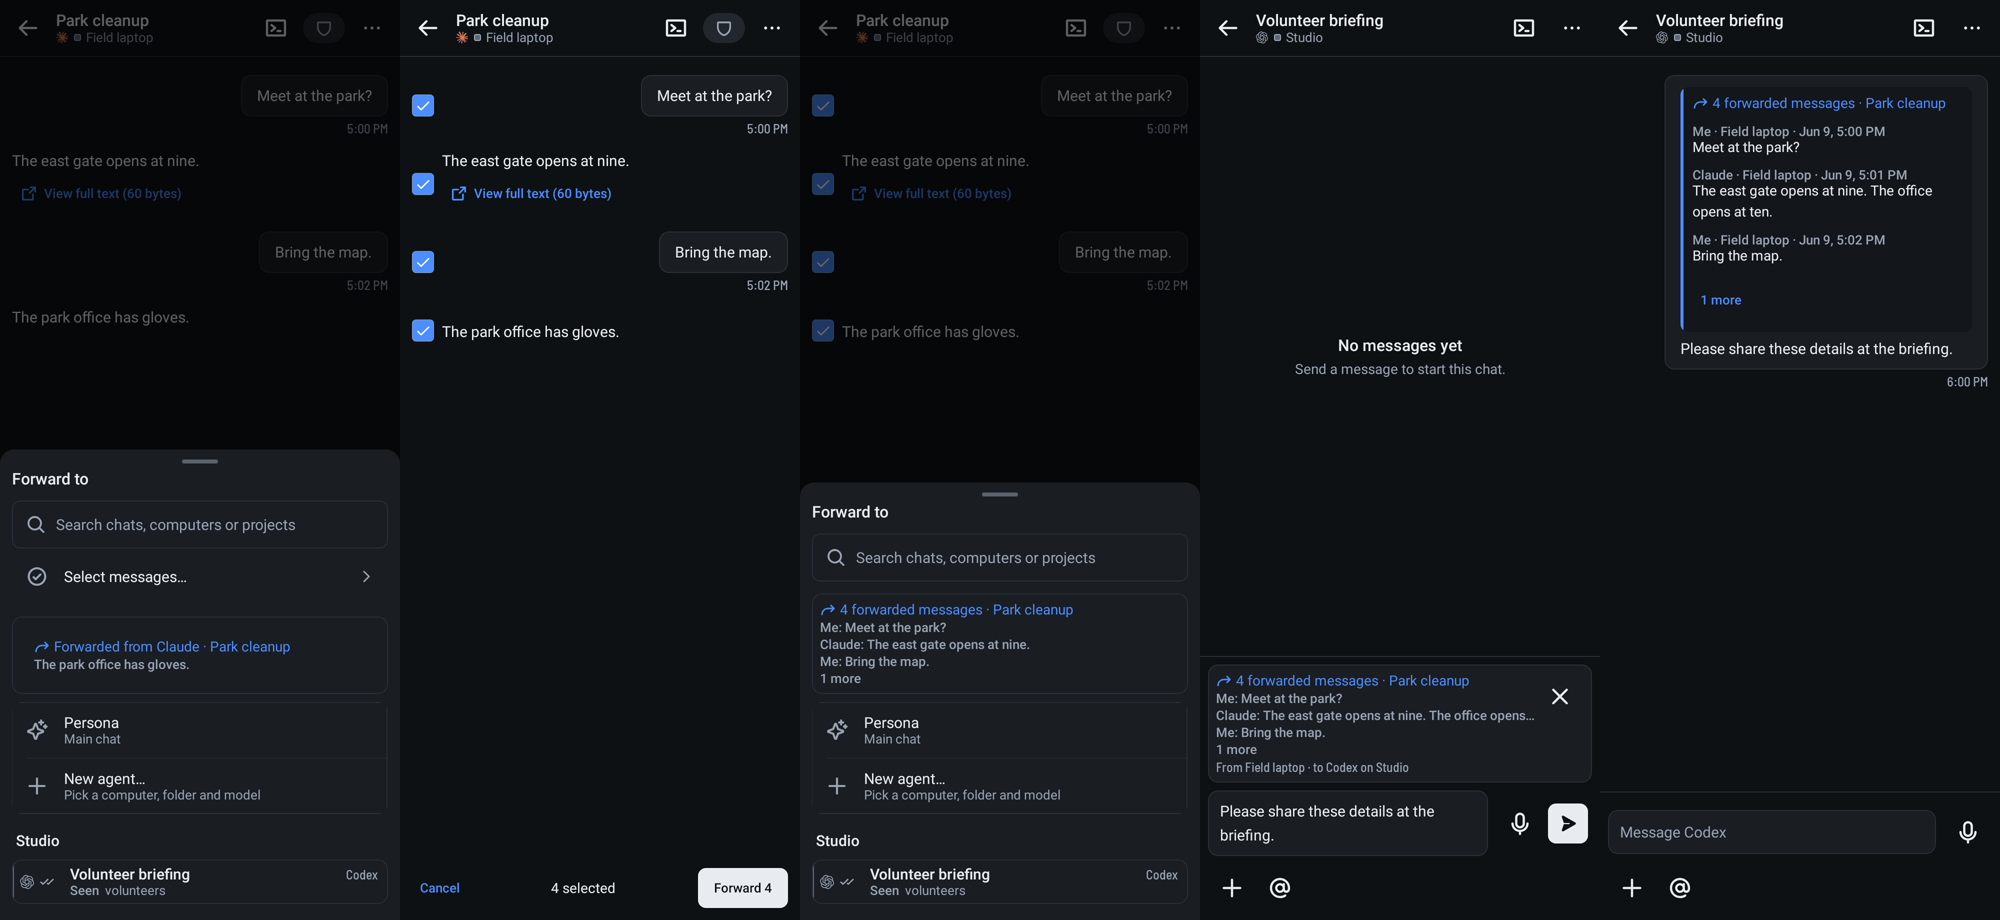 Park cleanup
Field laptop
Meet at the park?
5:00 PM
The east gate opens at nine.
View full text (60 bytes)
Bring the map.
5:02 PM
The park office has gloves.
Forward to
Search chats, computers or projects
Select messages...
Forwarded from Claude · Park cleanup
The park office has gloves.
Persona
Main chat
New agent...
Pick a computer, folder and model
Studio
Volunteer briefing
Codex
Seen volunteers
Park cleanup
Field laptop
Meet at the park?
5:00 PM
The east gate opens at nine.
View full text (60 bytes)
Bring the map.
5:02 PM
The park office has gloves.
Cancel
4 selected
Forward 4
Park cleanup
Field laptop
Meet at the park?
5:00 PM
The east gate opens at nine.
View full text (60 bytes)
Bring the map.
5:02 PM
The park office has gloves.
Forward to
Search chats, computers or projects
4 forwarded messages · Park cleanup
Me: Meet at the park?
Claude: The east gate opens at nine.
Me: Bring the map.
1 more
Persona
Main chat
New agent...
Pick a computer, folder and model
Studio
Volunteer briefing
Codex
Seen volunteers
Volunteer briefing
Studio
No messages yet
Send a message to start this chat.
4 forwarded messages · Park cleanup
Me: Meet at the park?
Claude: The east gate opens at nine. The office opens...
Me: Bring the map.
1 more
From Field laptop · to Codex on Studio
Please share these details at the
briefing.
Volunteer briefing
Studio
4 forwarded messages · Park cleanup
Me · Field laptop · Jun 9, 5:00 PM
Meet at the park?
Claude · Field laptop · Jun 9, 5:01 PM
The east gate opens at nine. The office
opens at ten.
Me · Field laptop · Jun 9, 5:02 PM
Bring the map.
1 more
Please share these details at the briefing.
6:00 PM
Message Codex